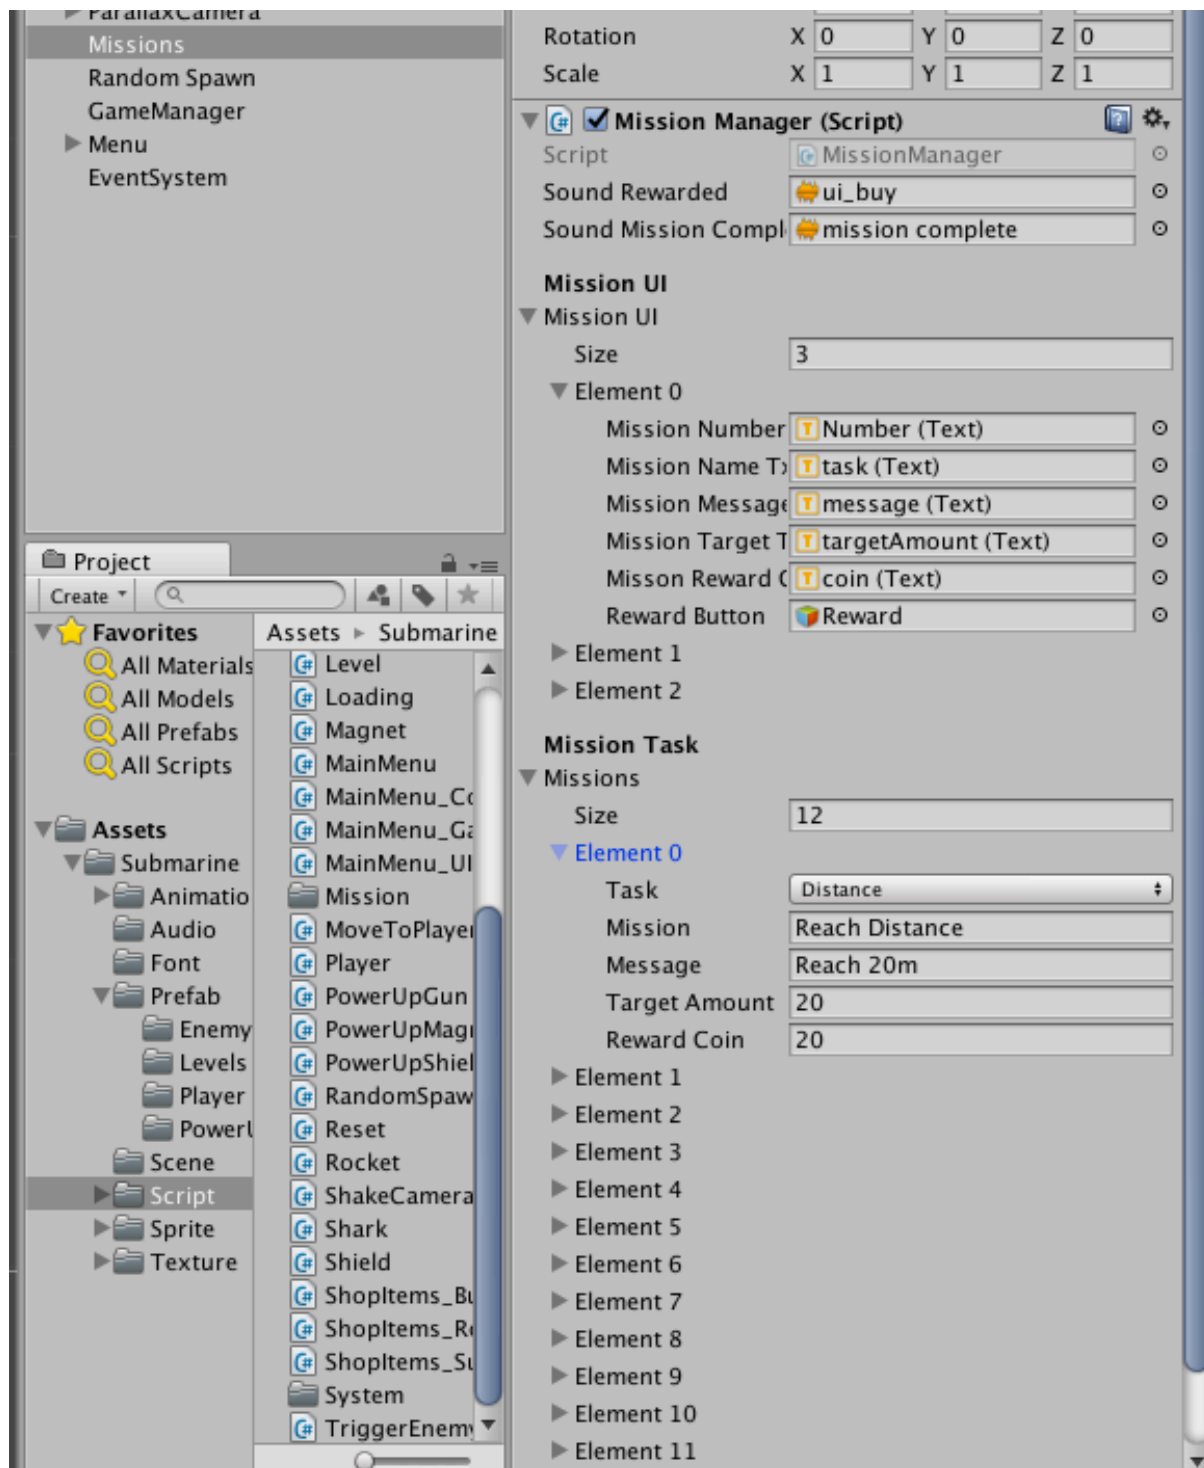 ParallaxCamera
Missions
Random Spawn
GameManager
Menu
EventSystem
Project
Create
Favorites
All Materials
All Models
All Prefabs
All Scripts
Assets
Submarine
Animatio
Audio
Font
Prefab
Enemy
Levels
Player
PowerU
Scene
Script
Sprite
Texture
Assets Submarine
Level
Loading
Magnet
MainMenu
MainMenu_Co
MainMenu_Ga
MainMenu_UI
Mission
MoveToPlayer
Player
PowerUpGun
PowerUpMagn
PowerUpShiel
RandomSpaw
Reset
Rocket
ShakeCamera
Shark
Shield
ShopItems_Bu
ShopItems_Ro
ShopItems_Su
System
TriggerEnemy
Rotation X 0 Y 0 Z 0
Scale X 1 Y 1 Z 1
Mission Manager (Script)
Script MissionManager
Sound Rewarded ui_buy
Sound Mission Compl mission complete
Mission UI
Mission UI
Size 3
Element 0
Mission Number Number (Text)
Mission Name Tx task (Text)
Mission Message message (Text)
Mission Target T targetAmount (Text)
Misson Reward C coin (Text)
Reward Button Reward
Element 1
Element 2
Mission Task
Missions
Size 12
Element 0
Task Distance
Mission Reach Distance
Message Reach 20m
Target Amount 20
Reward Coin 20
Element 1
Element 2
Element 3
Element 4
Element 5
Element 6
Element 7
Element 8
Element 9
Element 10
Element 11